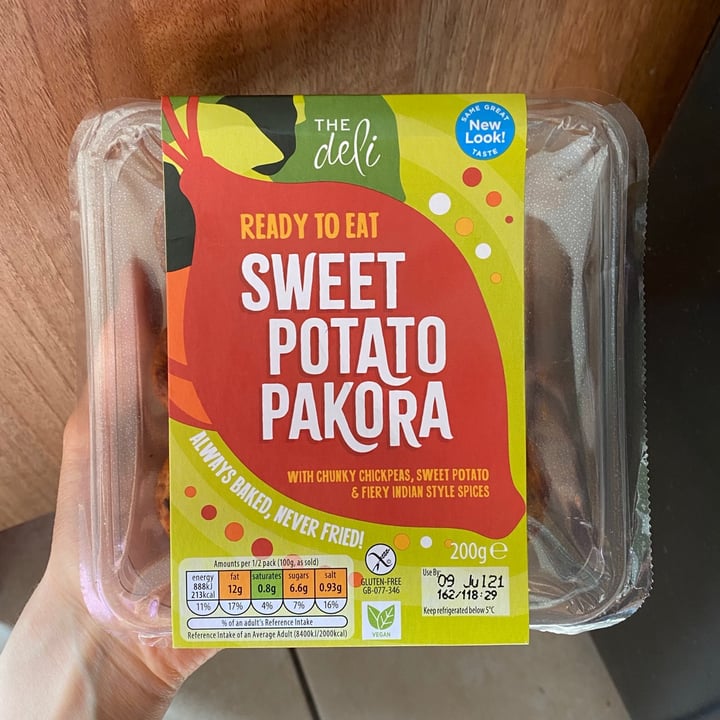 THE
deli
SAME GREAT
New
Look!
TASTE
READY TO EAT
SWEET
POTATO
PAKORA
WITH CHUNKY CHICKPEAS, SWEET POTATO
& FIERY INDIAN STYLE SPICES
ALWAYS BAKED, NEVER FRIED!
200g e
Amounts per 1/2 pack (100g, as sold)
energy fat saturates sugars salt
888kJ 12g 0.8g 6.6g 0.93g
213kcal
11% 17% 4% 7% 16%
% of an adult's Reference Intake
Reference Intake of an Average Adult (8400kJ/2000kcal)
GLUTEN-FREE
GB-077-346
VEGAN
Use By:
09 Jul21
162/118:29
Keep refrigerated below 5°C